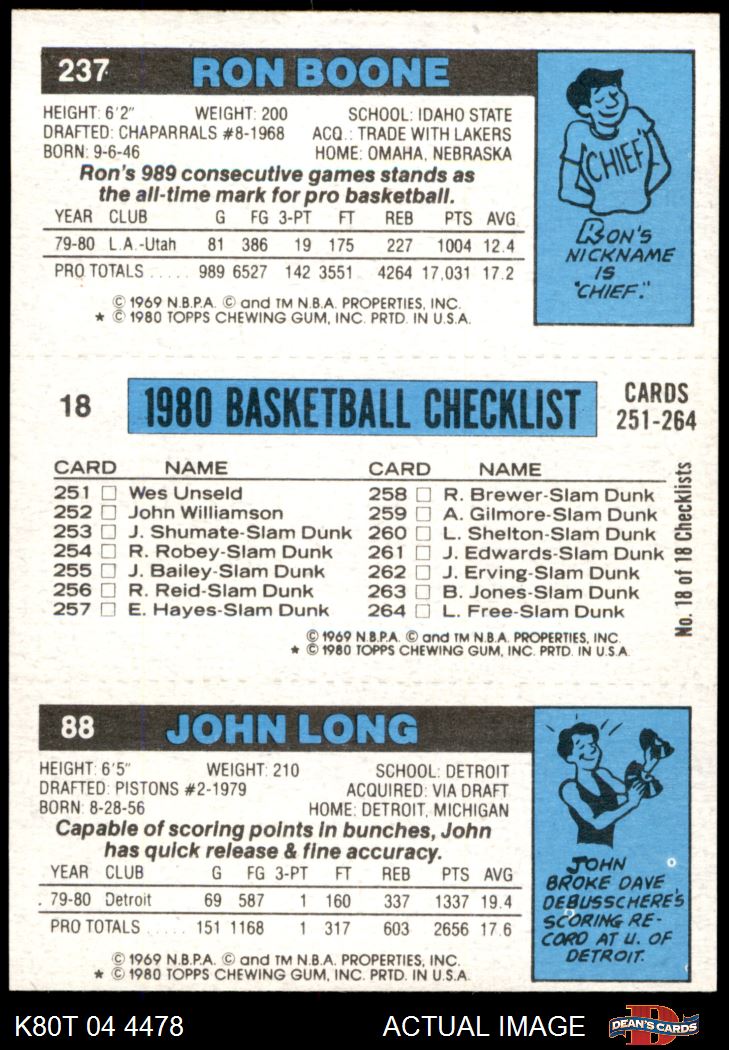 237 RON BOONE
HEIGHT: 6'2" WEIGHT: 200 SCHOOL: IDAHO STATE
DRAFTED: CHAPARRALS #8-1968 ACQ.: TRADE WITH LAKERS
BORN: 9-6-46 HOME: OMAHA, NEBRASKA
Ron's 989 consecutive games stands as
the all-time mark for pro basketball.
YEAR CLUB G FG 3-PT FT REB PTS AVG
79-80 L.A.-Utah 81 386 19 175 227 1004 12.4
PRO TOTALS ..... 989 6527 142 3551 4264 17,031 17.2
© 1969 N.B.P.A. © and TM N.B.A. PROPERTIES, INC.
★ © 1980 TOPPS CHEWING GUM, INC. PRTD. IN U.S.A.
CHIEF
RON'S
NICKNAME
IS
"CHIEF."
18 1980 BASKETBALL CHECKLIST CARDS
251-264
CARD NAME CARD NAME
251 □ Wes Unseld 258 □ R. Brewer-Slam Dunk
252 □ John Williamson 259 □ A. Gilmore-Slam Dunk
253 □ J. Shumate-Slam Dunk 260 □ L. Shelton-Slam Dunk
254 □ R. Robey-Slam Dunk 261 □ J. Edwards-Slam Dunk
255 □ J. Bailey-Slam Dunk 262 □ J. Erving-Slam Dunk
256 □ R. Reid-Slam Dunk 263 □ B. Jones-Slam Dunk
257 □ E. Hayes-Slam Dunk 264 □ L. Free-Slam Dunk
No. 18 of 18 Checklists
© 1969 N.B.P.A. © and TM N.B.A. PROPERTIES, INC.
★ © 1980 TOPPS CHEWING GUM, INC. PRTD. IN U.S.A.
88 JOHN LONG
HEIGHT: 6'5" WEIGHT: 210 SCHOOL: DETROIT
DRAFTED: PISTONS #2-1979 ACQUIRED: VIA DRAFT
BORN: 8-28-56 HOME: DETROIT, MICHIGAN
Capable of scoring points in bunches, John
has quick release & fine accuracy.
YEAR CLUB G FG 3-PT FT REB PTS AVG
79-80 Detroit 69 587 1 160 337 1337 19.4
PRO TOTALS 151 1168 1 317 603 2656 17.6
© 1969 N.B.P.A. © and TM N.B.A. PROPERTIES, INC.
★ © 1980 TOPPS CHEWING GUM, INC. PRTD. IN U.S.A.
JOHN
BROKE DAVE
DEBUSSCHERE'S
SCORING RE-
CORD AT U. OF
DETROIT.
K80T 04 4478 ACTUAL IMAGE
D
DEAN'S CARDS